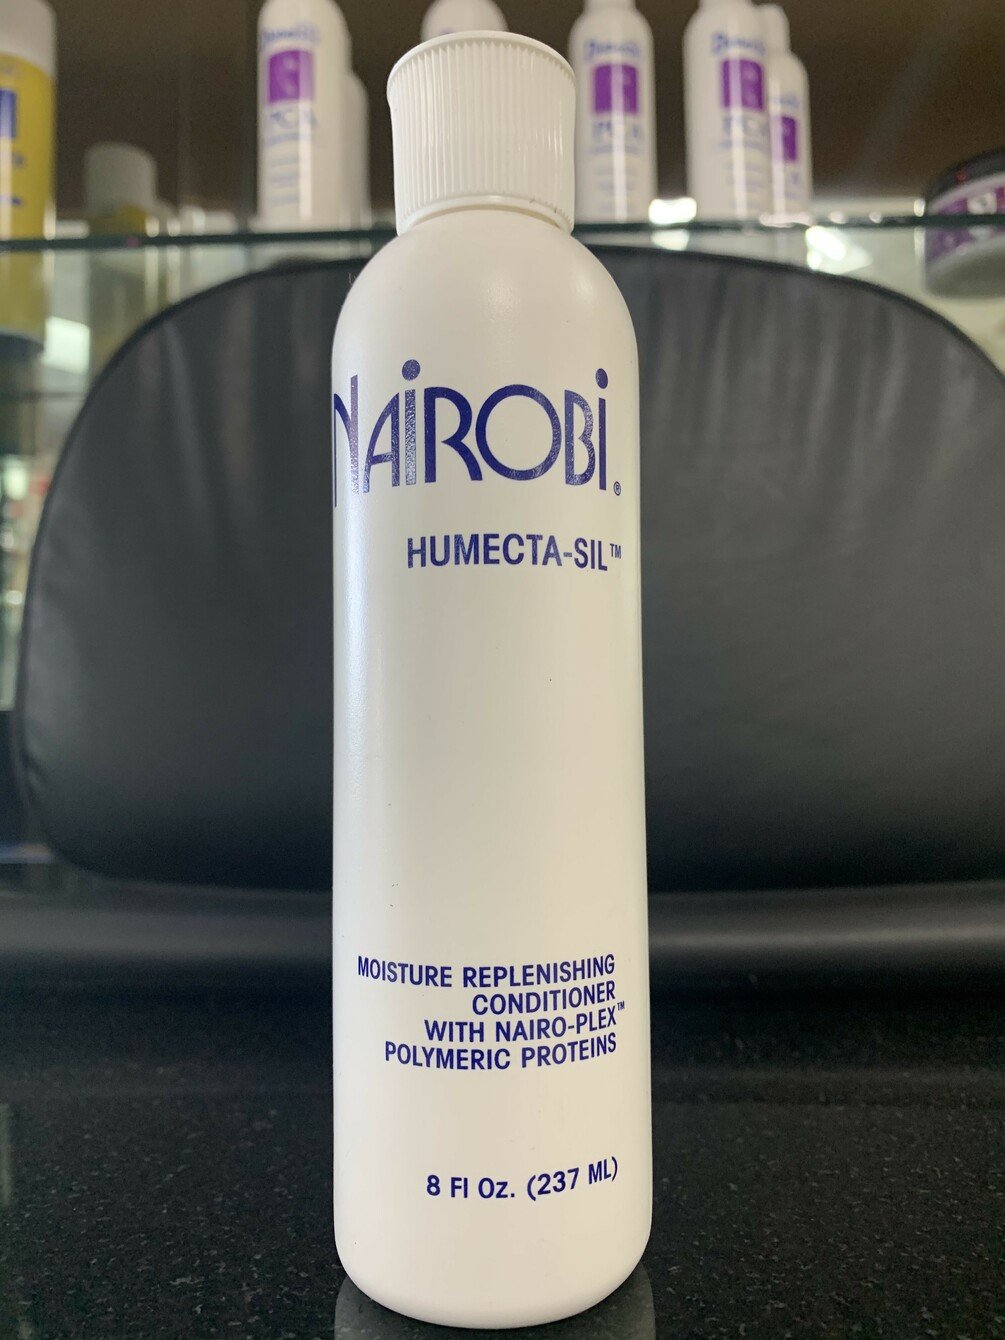 NAiROBi®
HUMECTA-SIL™
MOISTURE REPLENISHING
CONDITIONER
WITH NAIRO-PLEX™
POLYMERIC PROTEINS
8 Fl Oz. (237 ML)